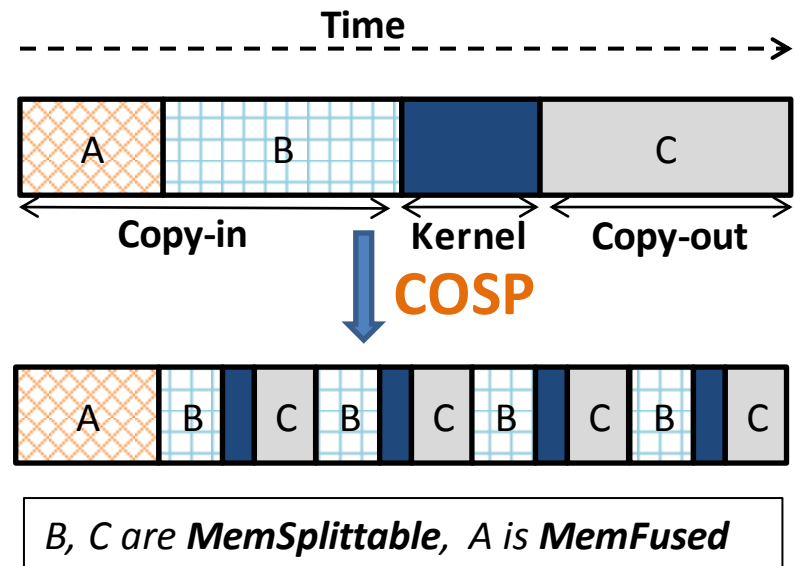 Time
A B C
Copy-in Kernel Copy-out
COSP
A B C B C B C B C
B, C are MemSplittable, A is MemFused